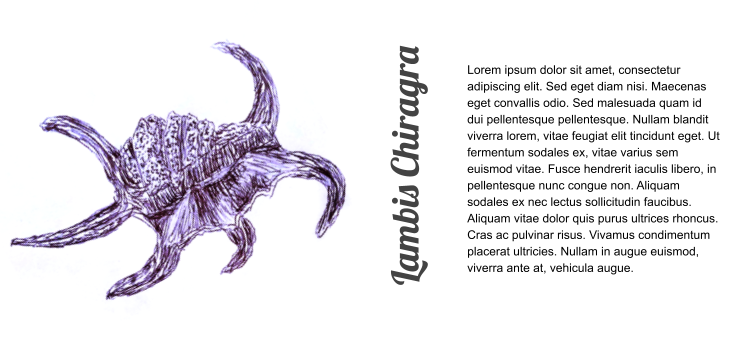 Lambis Chiragra
Lorem ipsum dolor sit amet, consectetur
adipiscing elit. Sed eget diam nisi. Maecenas
eget convallis odio. Sed malesuada quam id
dui pellentesque pellentesque. Nullam blandit
viverra lorem, vitae feugiat elit tincidunt eget. Ut
fermentum sodales ex, vitae varius sem
euismod vitae. Fusce hendrerit iaculis libero, in
pellentesque nunc congue non. Aliquam
sodales ex nec lectus sollicitudin faucibus.
Aliquam vitae dolor quis purus ultrices rhoncus.
Cras ac pulvinar risus. Vivamus condimentum
placerat ultricies. Nullam in augue euismod,
viverra ante at, vehicula augue.